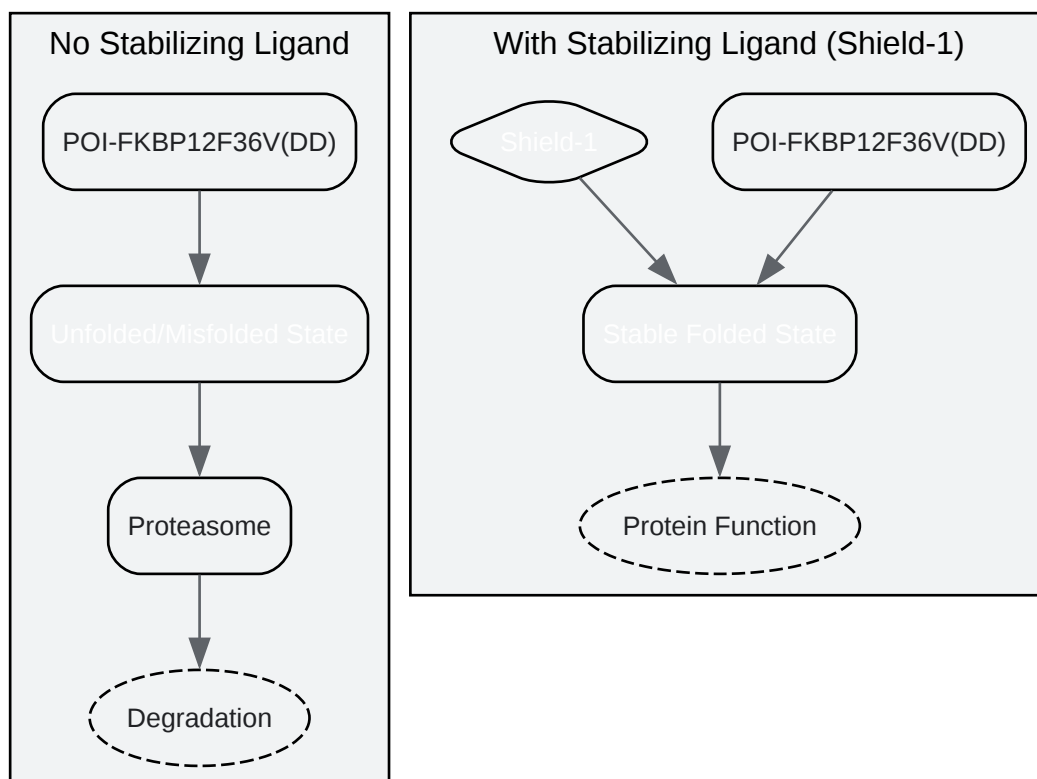 No Stabilizing Ligand
POI-FKBP12F36V(DD)
Unfolded/Misfolded State
Proteasome
Degradation
With Stabilizing Ligand (Shield-1)
Shield-1
POI-FKBP12F36V(DD)
Stable Folded State
Protein Function